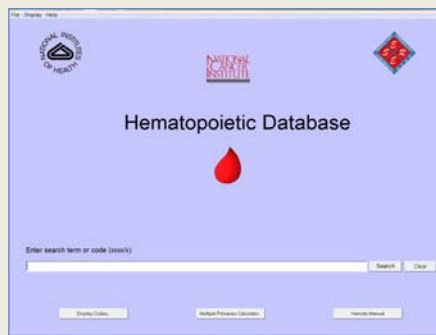 File Display Help
NATIONAL INSTITUTES
OF HEALTH
NATIONAL
CANCER
INSTITUTE
Hematopoietic Database
Enter search term or code (xxxx/x):
Search Clear
Display Codes... Multiple Primaries Calculator... Hemato Manual